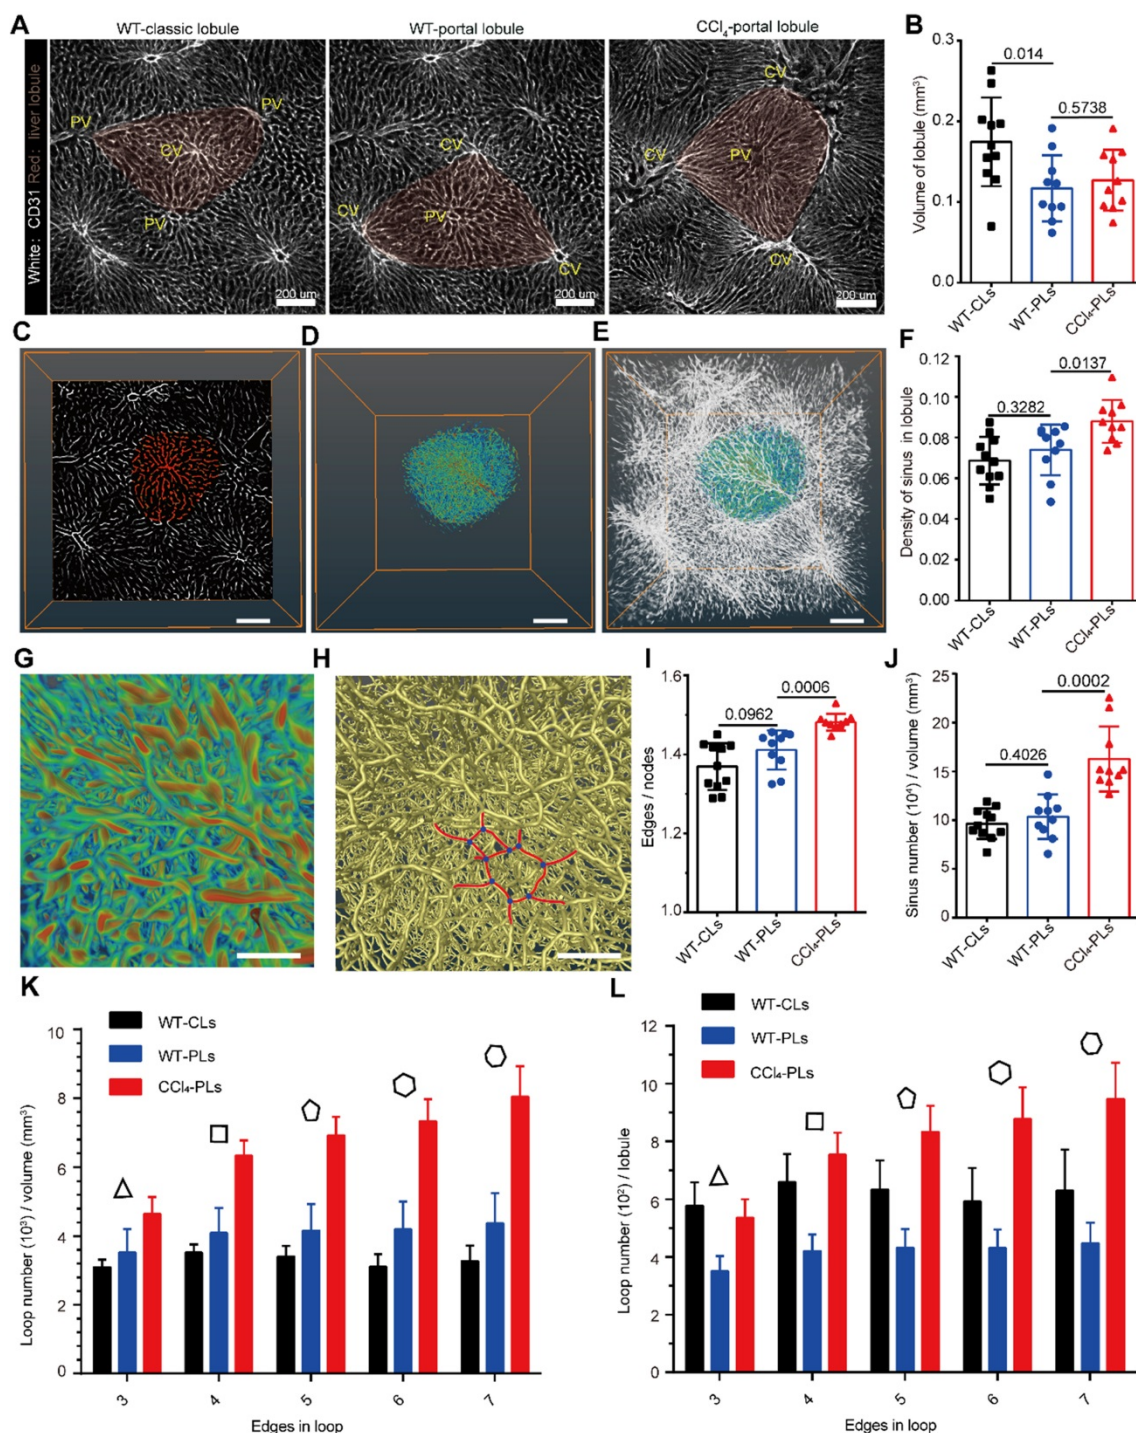 A
WT-classic lobule
WT-portal lobule
CCl₄-portal lobule
White: CD31 Red: liver lobule
PV
PV
CV
PV
200 um
CV
CV
PV
CV
200 um
CV
CV
PV
CV
200 um
B
Volume of lobule (mm³)
0.3
0.2
0.1
0.0
0.014
0.5738
WT-CLs
WT-PLs
CCl₄-PLs
C
D
E
F
Density of sinus in lobule
0.12
0.10
0.08
0.06
0.04
0.02
0.00
0.3282
0.0137
WT-CLs
WT-PLs
CCl₄-PLs
G
H
I
Edges / nodes
1.6
1.4
1.2
1.0
0.0962
0.0006
WT-CLs
WT-PLs
CCl₄-PLs
J
Sinus number (10⁴) / volume (mm³)
25
20
15
10
5
0
0.4026
0.0002
WT-CLs
WT-PLs
CCl₄-PLs
K
Loop number (10³) / volume (mm³)
10
8
6
4
2
0
WT-CLs
WT-PLs
CCl₄-PLs
3
4
5
6
7
Edges in loop
L
Loop number (10²) / lobule
12
10
8
6
4
2
0
WT-CLs
WT-PLs
CCl₄-PLs
3
4
5
6
7
Edges in loop